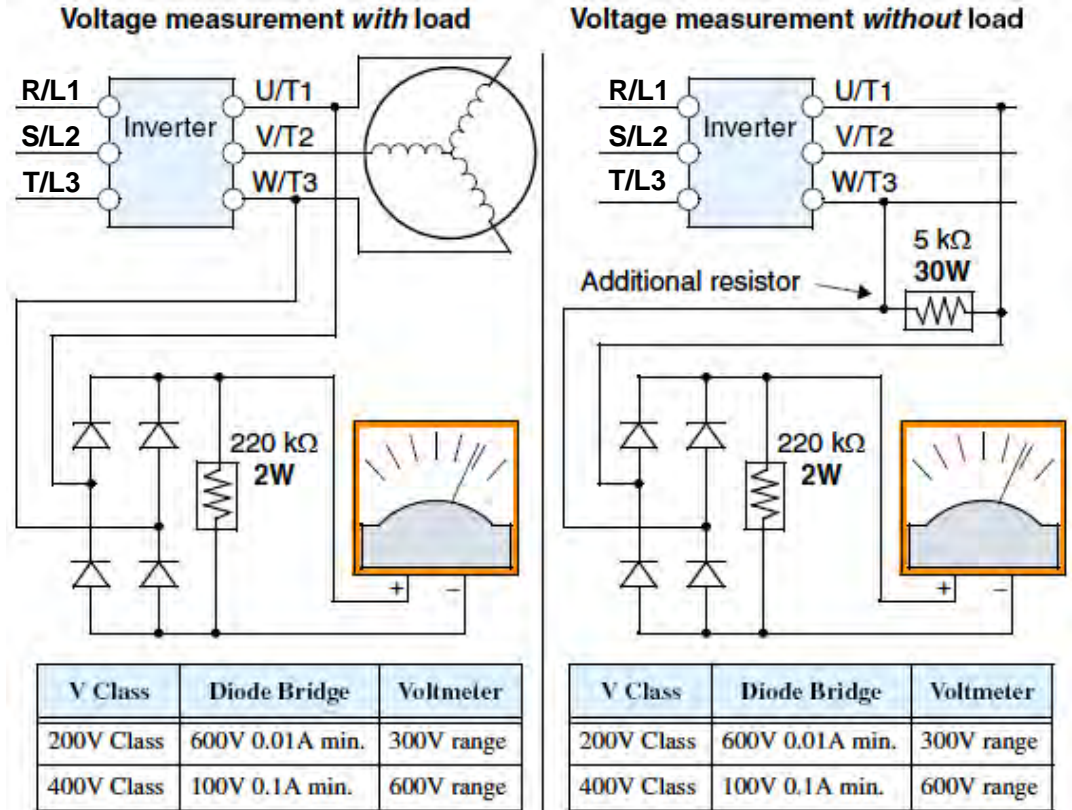 Voltage measurement with load
R/L1
S/L2
T/L3
Inverter
U/T1
V/T2
W/T3
220 kΩ
2W
+
–
V Class Diode Bridge Voltmeter
200V Class 600V 0.01A min. 300V range
400V Class 100V 0.1A min. 600V range
Voltage measurement without load
R/L1
S/L2
T/L3
Inverter
U/T1
V/T2
W/T3
5 kΩ
30W
Additional resistor
220 kΩ
2W
+
–
V Class Diode Bridge Voltmeter
200V Class 600V 0.01A min. 300V range
400V Class 100V 0.1A min. 600V range